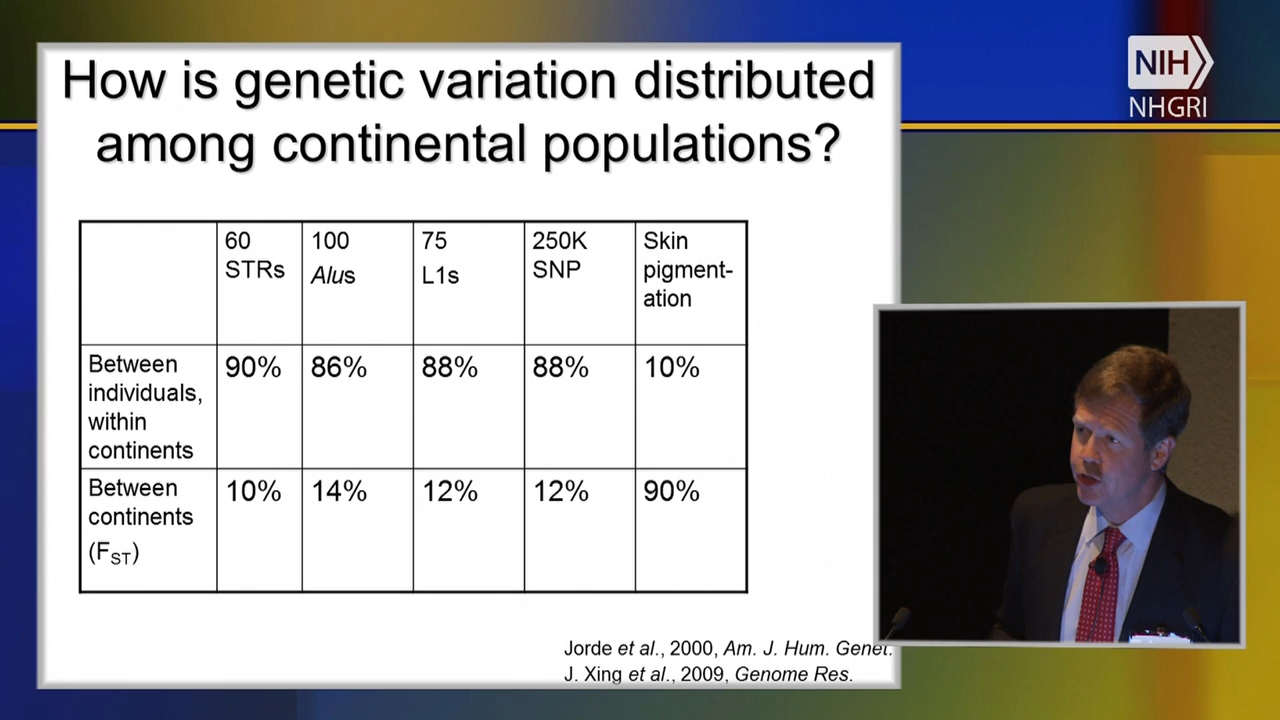 How is genetic variation distributed
among continental populations?
60
STRs
100
Alus
75
L1s
250K
SNP
Skin
pigment-
ation
Between
individuals,
within
continents
90%
86%
88%
88%
10%
Between
continents
(FST)
10%
14%
12%
12%
90%
Jorde et al., 2000, Am. J. Hum. Genet.
J. Xing et al., 2009, Genome Res.
NIH
NHGRI